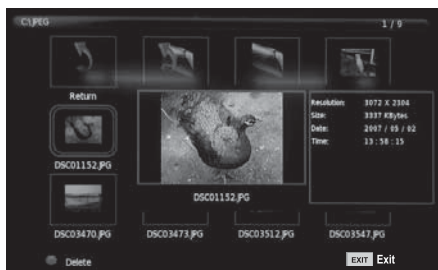 C:\JPEG
1 / 9
Return
Resolution: 3072 X 2304
Size: 3337 KBytes
Date: 2007 / 05 / 02
Time: 13:58:15
DSC01152.JPG
DSC01152.JPG
DSC03470.JPG
DSC03473.JPG
DSC03512.JPG
DSC03547.JPG
Delete
EXIT Exit